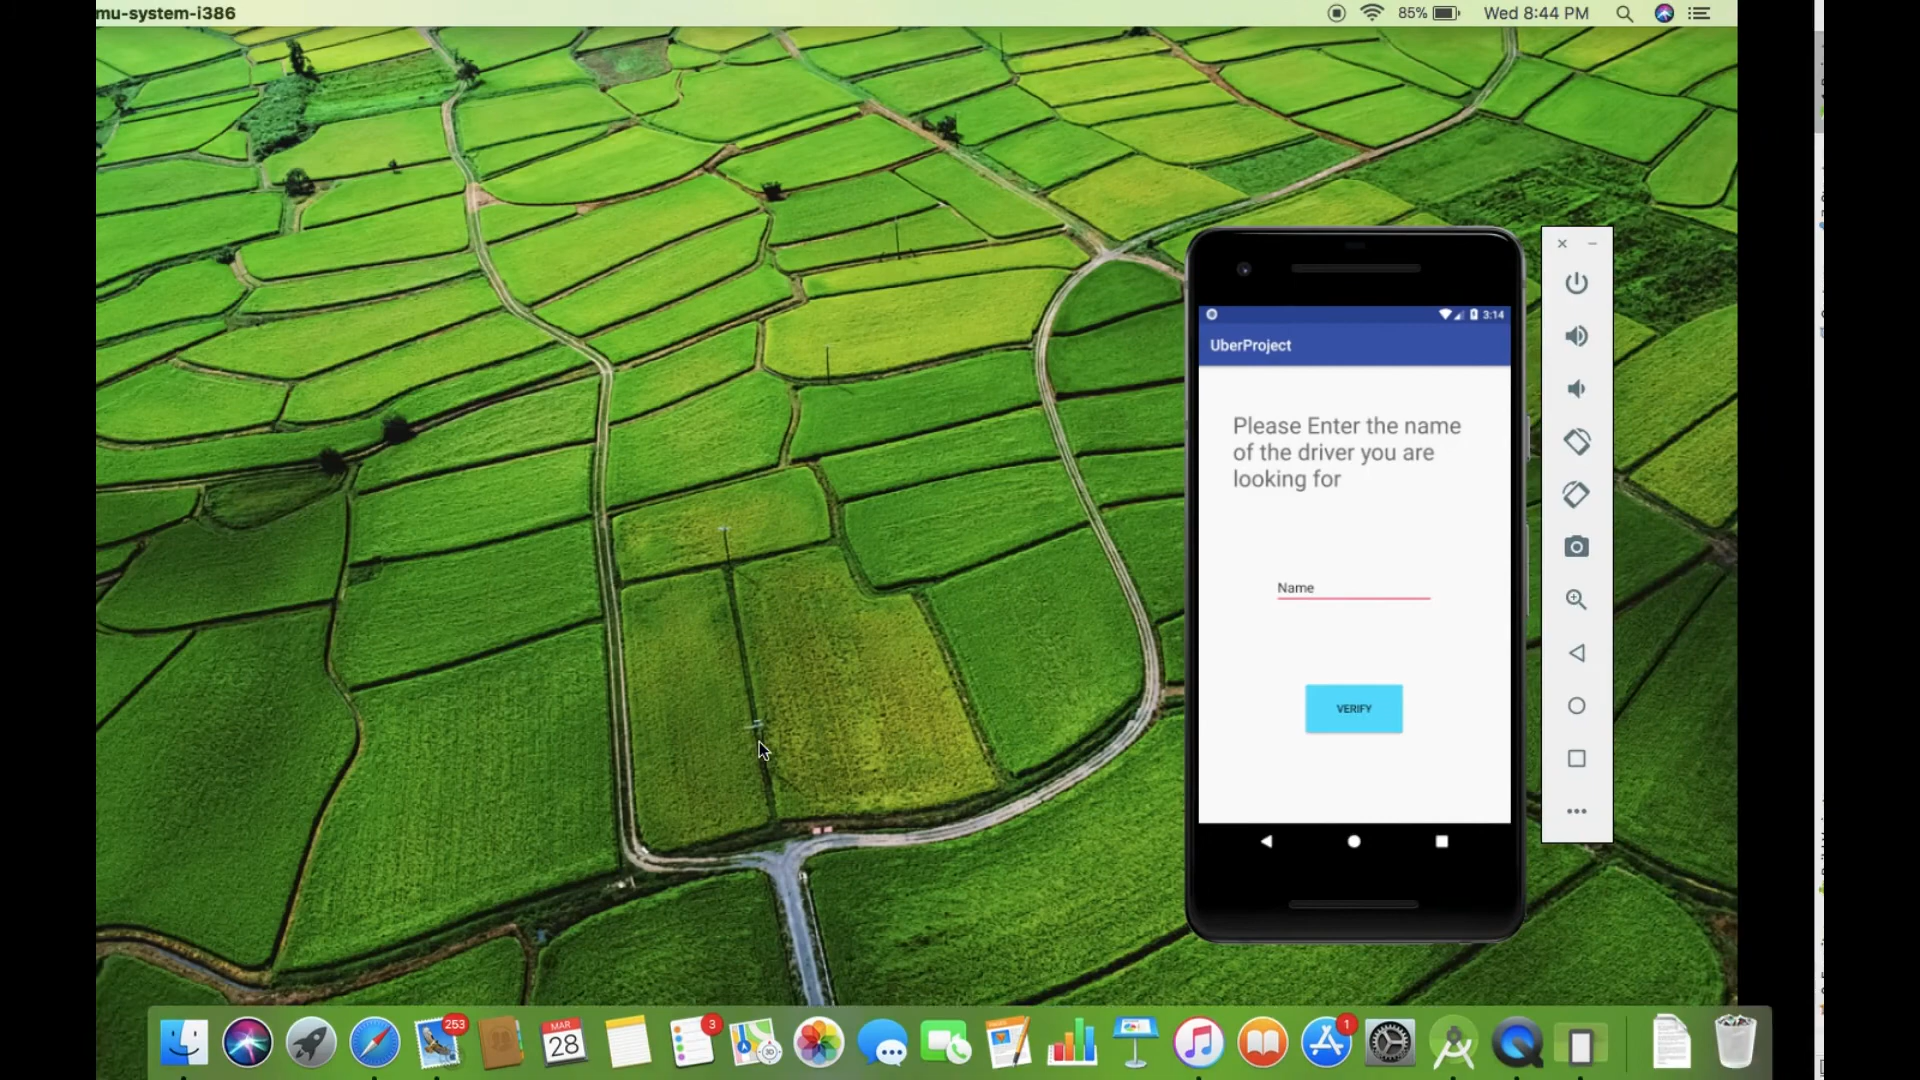 mu-system-i386
85%
Wed 8:44 PM
3:14
UberProject
Please Enter the name
of the driver you are
looking for
Name
VERIFY
253
MAR
28
3
3D
1